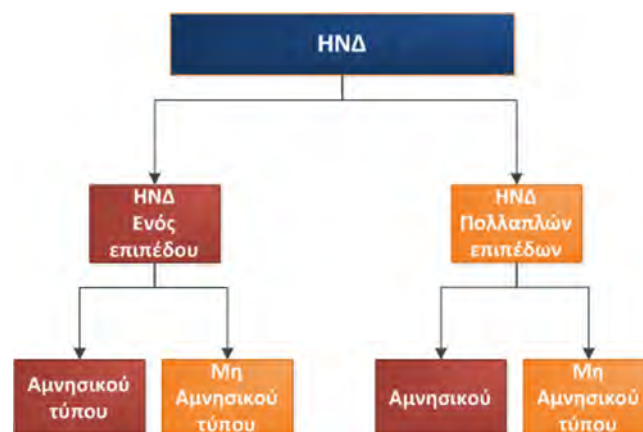 ΗΝΔ
ΗΝΔ
Ενός
επιπέδου
ΗΝΔ
Πολλαπλών
επιπέδων
Αμνησικού
τύπου
Μη
Αμνησικού
τύπου
Αμνησικού
Μη
Αμνησικού
τύπου